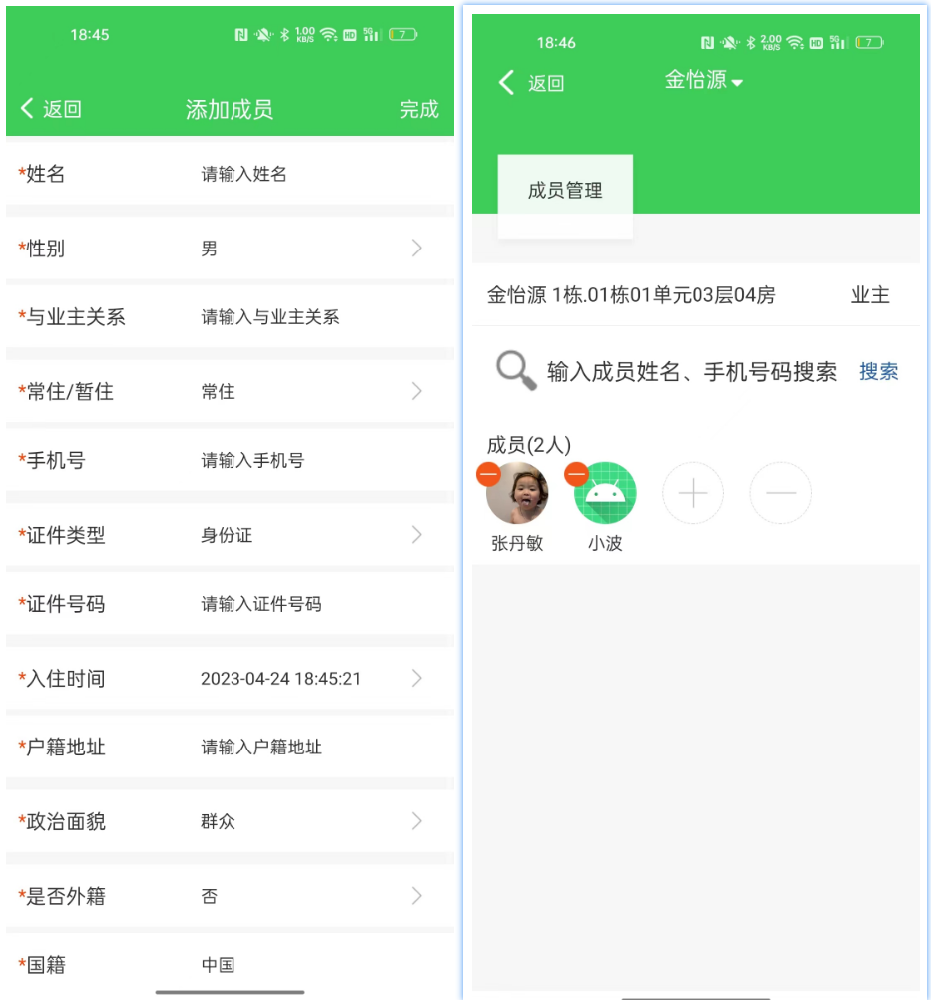 18:45
1.00 KB/S HD 5G 7
返回
添加成员
完成
*姓名
请输入姓名
*性别
男
*与业主关系
请输入与业主关系
*常住/暂住
常住
*手机号
请输入手机号
*证件类型
身份证
*证件号码
请输入证件号码
*入住时间
2023-04-24 18:45:21
*户籍地址
请输入户籍地址
*政治面貌
群众
*是否外籍
否
*国籍
中国
18:46
2.00 KB/S HD 5G 7
返回
金怡源
成员管理
金怡源 1栋.01栋01单元03层04房
业主
输入成员姓名、手机号码搜索
搜索
成员(2人)
张丹敏
小波